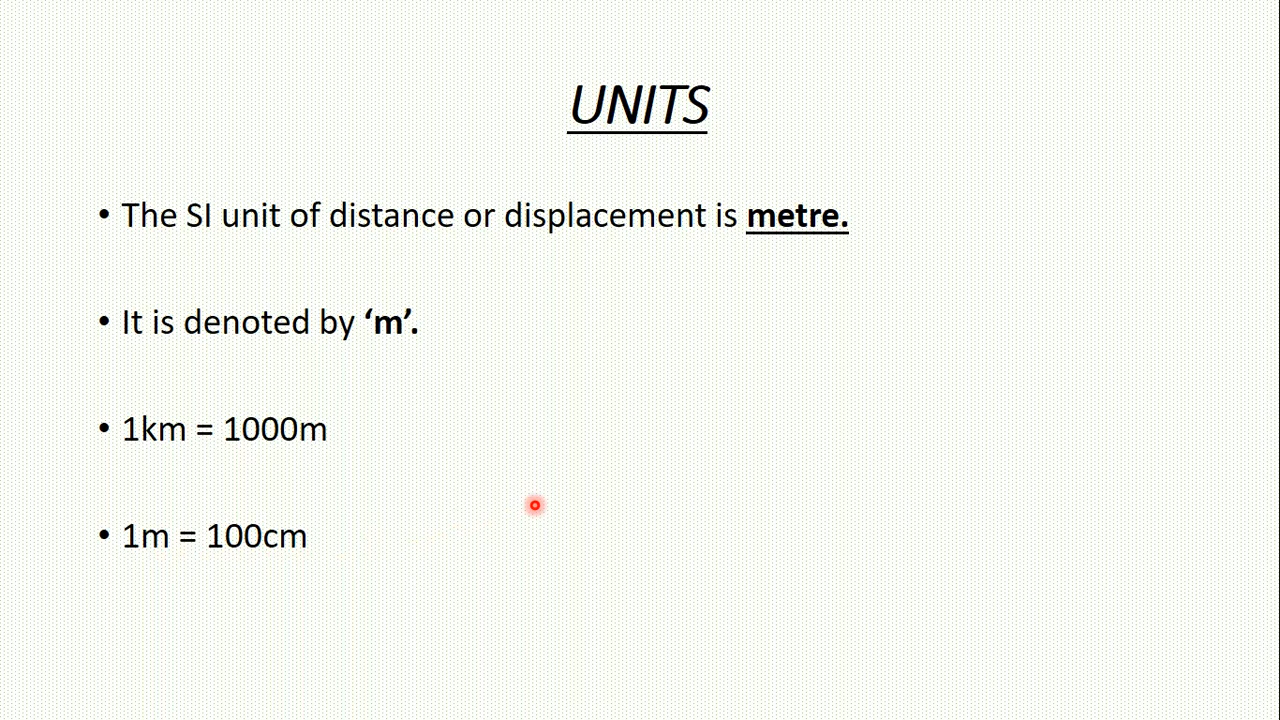 UNITS
• The SI unit of distance or displacement is metre.
• It is denoted by ‘m’.
• 1km = 1000m
• 1m = 100cm